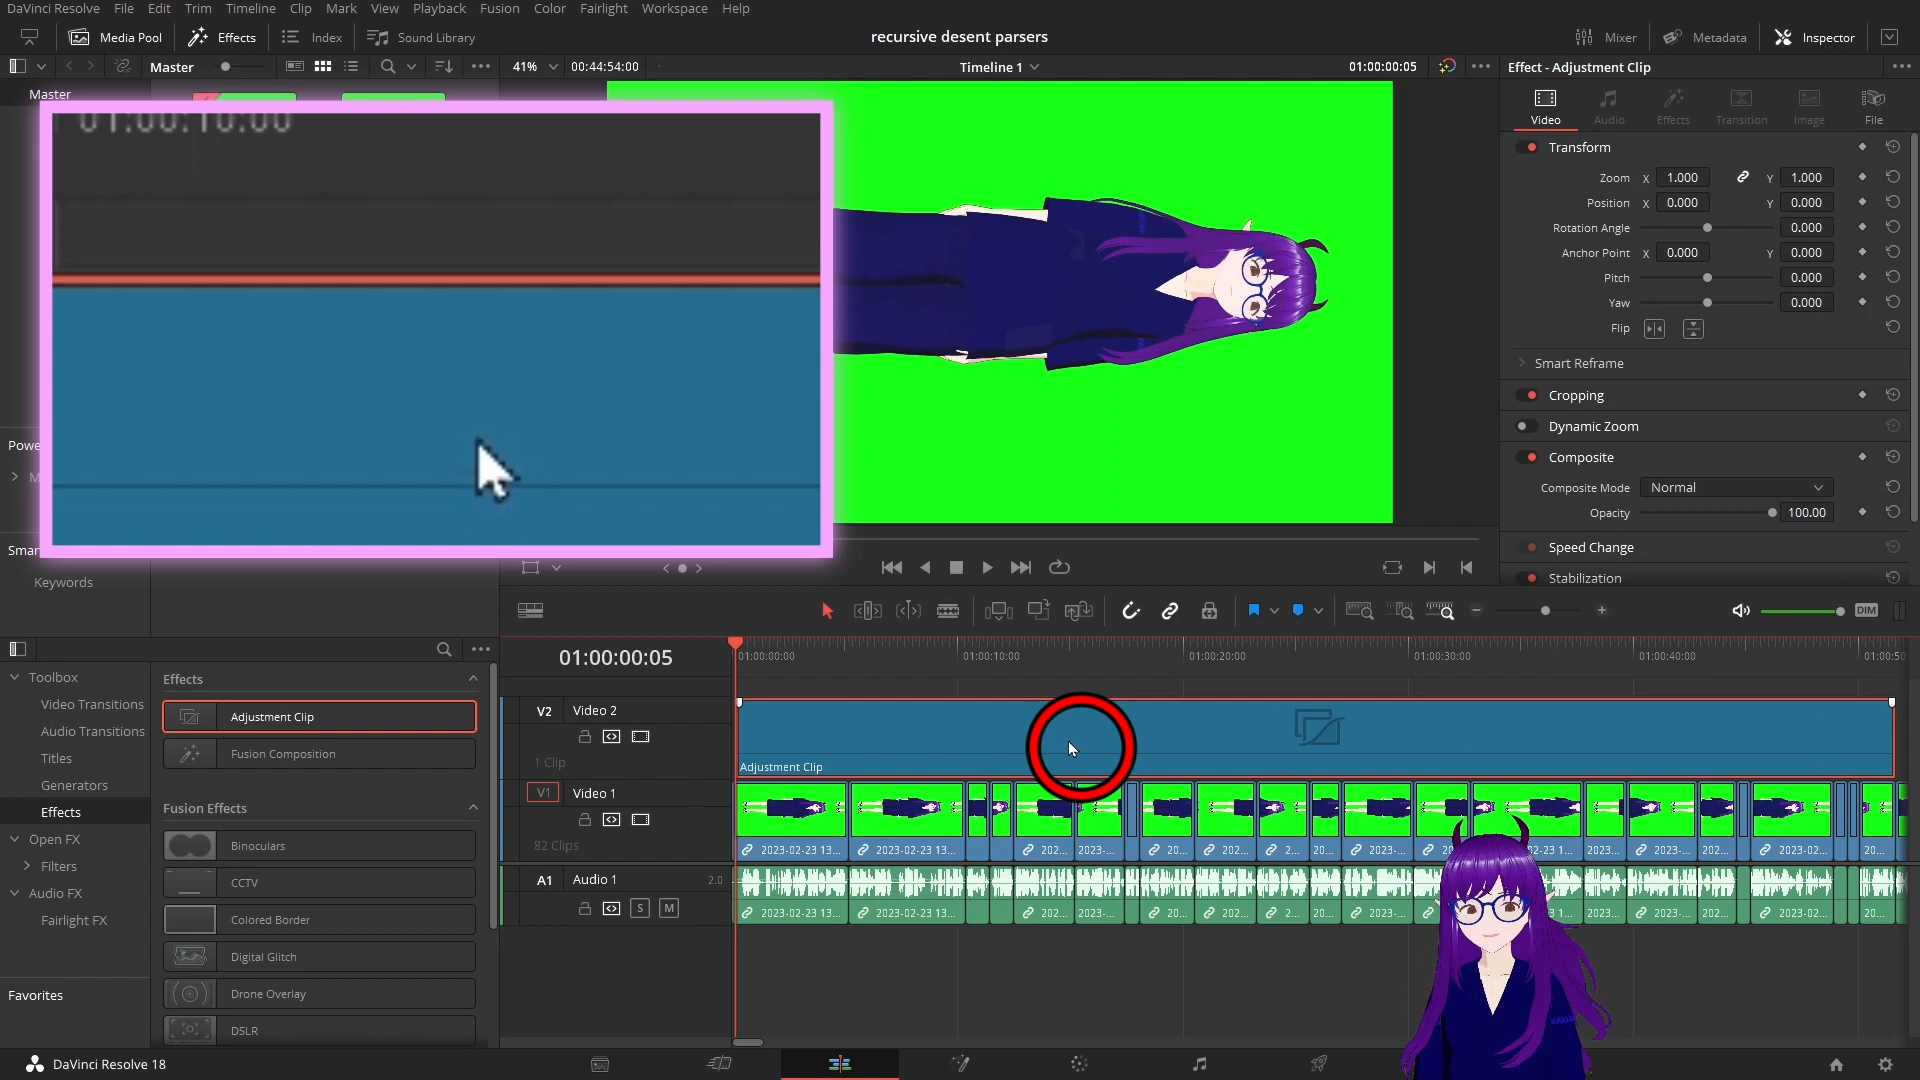 DaVinci Resolve File Edit Trim Timeline Clip Mark View Playback Fusion Color Fairlight Workspace Help
Media Pool Effects Index Sound Library recursive desent parsers Mixer Metadata Inspector
Master 41% 00:44:54:00 Timeline 1 01:00:00:05 Effect - Adjustment Clip
Master
Video Audio Effects Transition Image File
01:00:10:00
Transform
Zoom X 1.000 Y 1.000
Position X 0.000 Y 0.000
Rotation Angle 0.000
Anchor Point X 0.000 Y 0.000
Pitch 0.000
Yaw 0.000
Flip
Smart Reframe
Cropping
Dynamic Zoom
Composite
Composite Mode Normal
Opacity 100.00
Speed Change
Stabilization
Powe
M
Smar
Keywords
DIM
Toolbox
Video Transitions
Audio Transitions
Titles
Generators
Effects
Open FX
Filters
Audio FX
Fairlight FX
Favorites
Effects
Adjustment Clip
Fusion Composition
Fusion Effects
Binoculars
CCTV
Colored Border
Digital Glitch
Drone Overlay
DSLR
01:00:00:05
01:00:00:00 01:00:10:00 01:00:20:00 01:00:30:00 01:00:40:00 01:00:50
V2 Video 2
1 Clip
Adjustment Clip
V1 Video 1
82 Clips
2023-02-23 13... 2023-02-23 13... 202... 2023-... 20... 202... 2... 20... 2023-... 202... 2023-... 202... 2023-02... 20...
A1 Audio 1 2.0
S M
2023-02-23 13... 2023-02-23 13... 202... 2023-... 20... 202... 2... 20... 2023-... 20... 2023-... 202... 2023-02... 20...
DaVinci Resolve 18